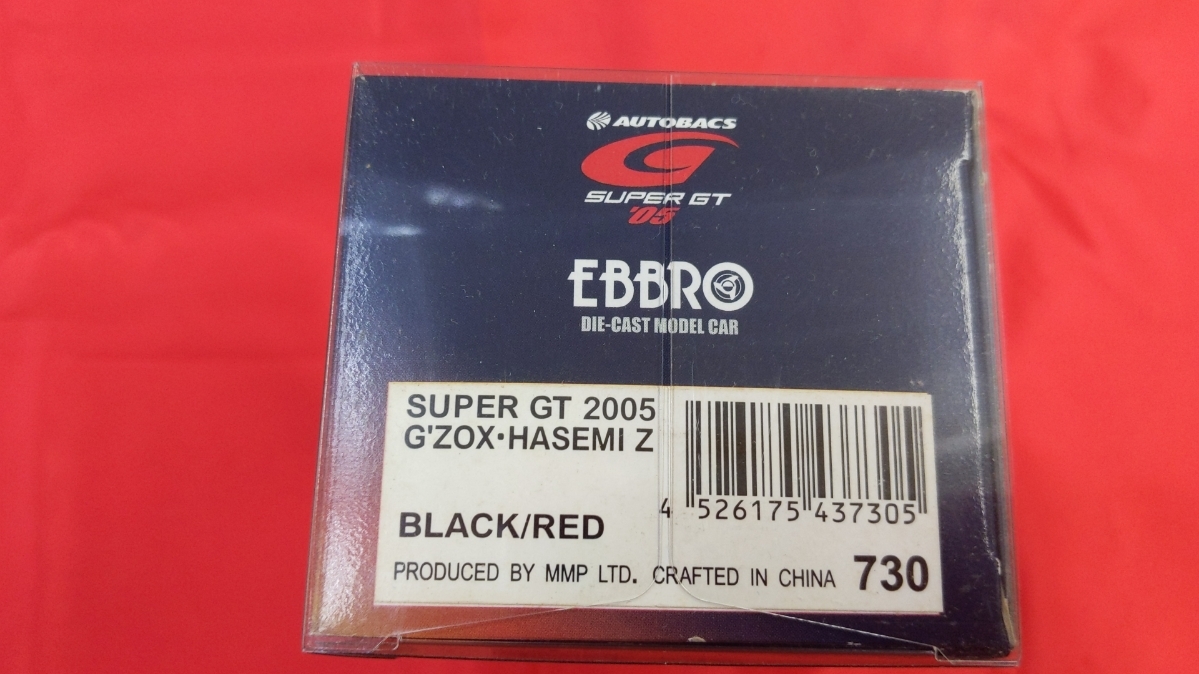 AUTOBACS
SUPER GT
'05
EBBRO
DIE-CAST MODEL CAR
SUPER GT 2005
G'ZOX·HASEMI Z
4 526175 437305
BLACK/RED
PRODUCED BY MMP LTD. CRAFTED IN CHINA 730